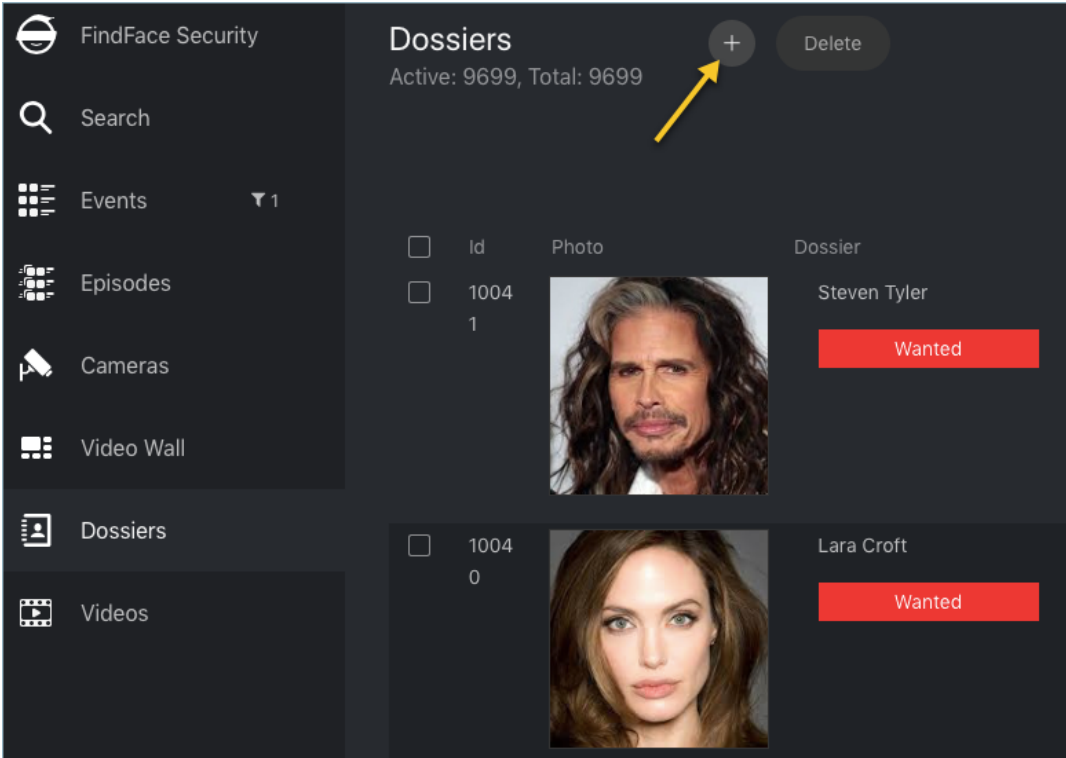 FindFace Security
Search
Events 1
Episodes
Cameras
Video Wall
Dossiers
Videos
Dossiers + Delete
Active: 9699, Total: 9699
Id Photo Dossier
1004 Steven Tyler
1
Wanted
1004 Lara Croft
0
Wanted